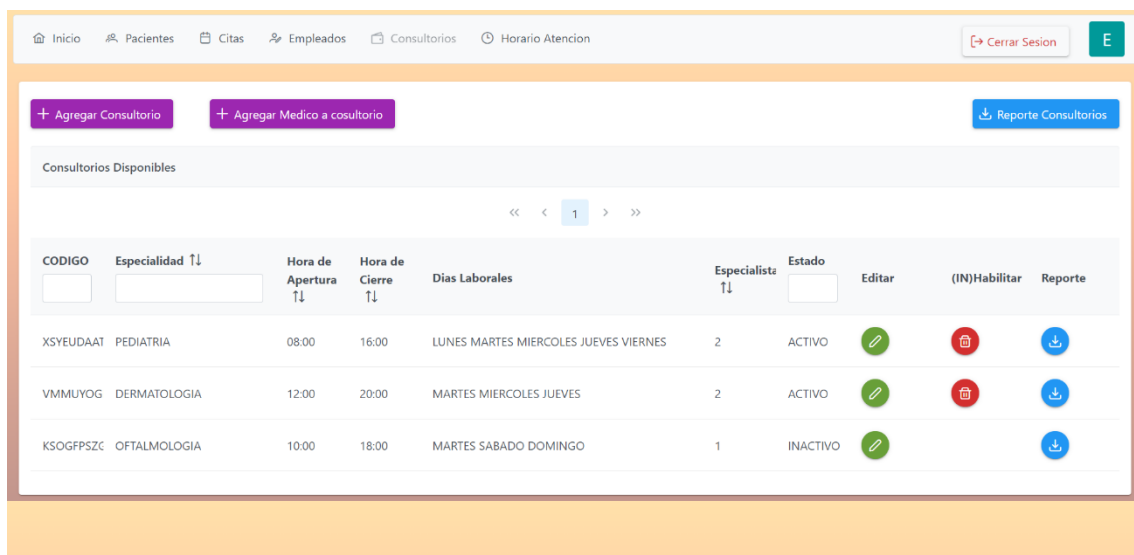 Inicio Pacientes Citas Empleados Consultorios Horario Atencion Cerrar Sesion E
+ Agregar Consultorio + Agregar Medico a cosultorio Reporte Consultorios
Consultorios Disponibles
<< < 1 > >>
CODIGO Especialidad Hora de Apertura Hora de Cierre Dias Laborales Especialista Estado Editar (IN)Habilitar Reporte
XSYEUDAAT PEDIATRIA 08:00 16:00 LUNES MARTES MIERCOLES JUEVES VIERNES 2 ACTIVO
VMMUYOG DERMATOLOGIA 12:00 20:00 MARTES MIERCOLES JUEVES 2 ACTIVO
KSOGFPSZG OFTALMOLOGIA 10:00 18:00 MARTES SABADO DOMINGO 1 INACTIVO